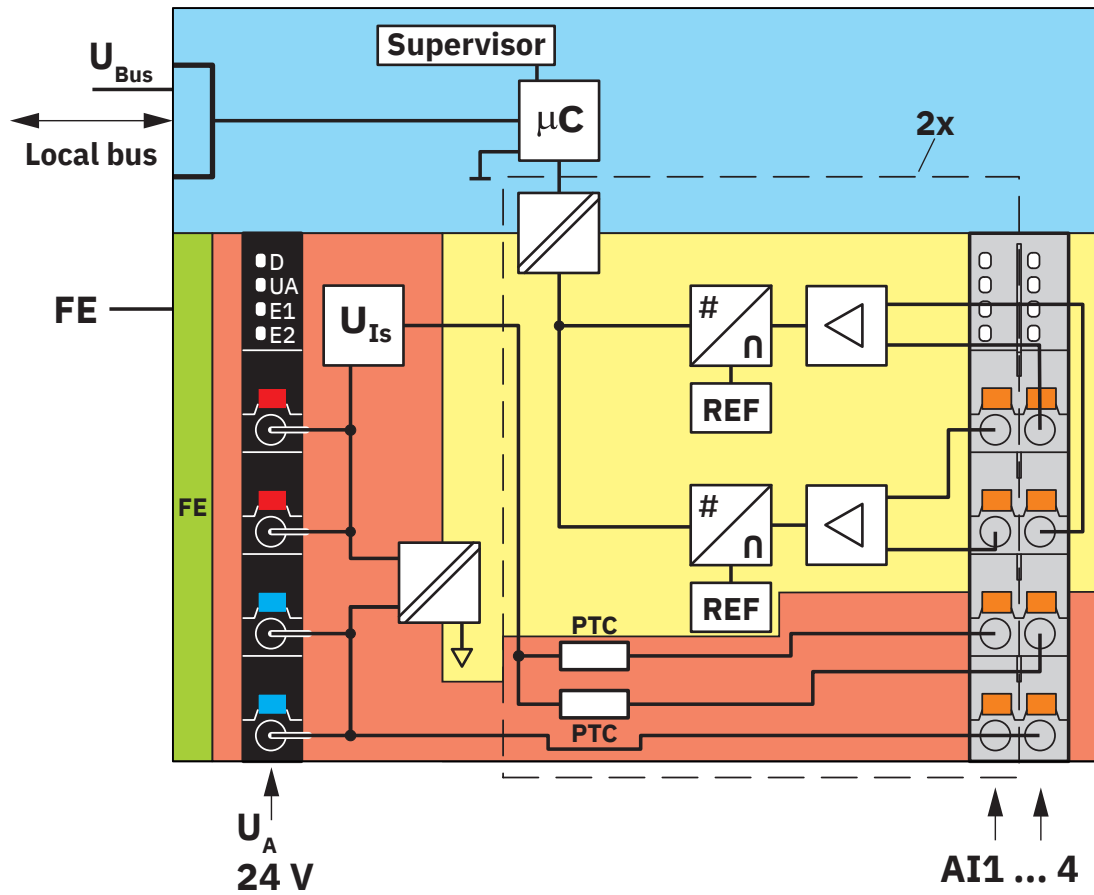 Supervisor
U Bus
µC
2x
Local bus
D
UA
E1
E2
FE
U Is
#
∩
REF
FE
#
∩
REF
PTC
PTC
U A
24 V
AI1 ... 4